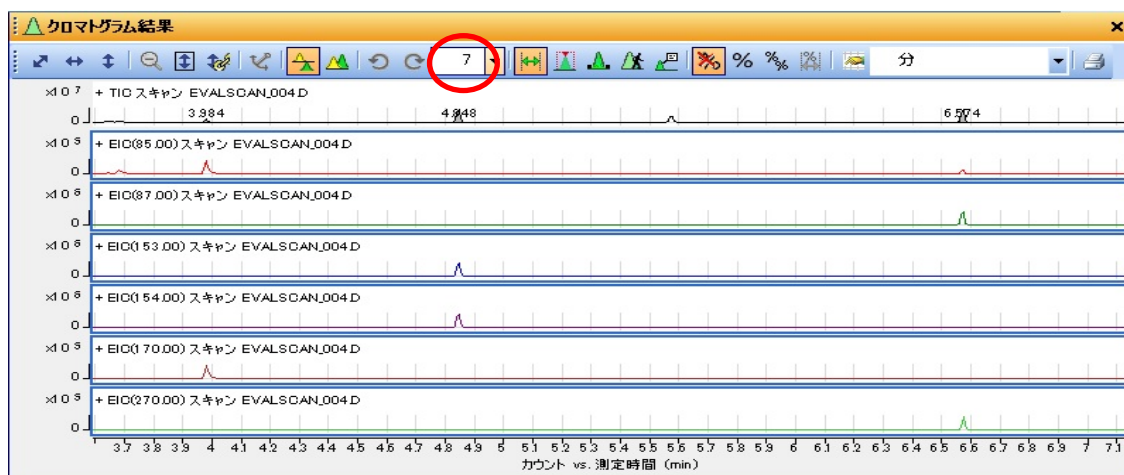 クロマトグラム結果
7 % 分
x10 7 + TIC スキャン EVALSCAN_004.D
3.984 4.848 6.574
0
x10 5 + EIC(85.00) スキャン EVALSCAN_004.D
0
x10 6 + EIC(87.00) スキャン EVALSCAN_004.D
0
x10 6 + EIC(153.00) スキャン EVALSCAN_004.D
0
x10 6 + EIC(154.00) スキャン EVALSCAN_004.D
0
x10 5 + EIC(170.00) スキャン EVALSCAN_004.D
0
x10 5 + EIC(270.00) スキャン EVALSCAN_004.D
0
3.7 3.8 3.9 4 4.1 4.2 4.3 4.4 4.5 4.6 4.7 4.8 4.9 5 5.1 5.2 5.3 5.4 5.5 5.6 5.7 5.8 5.9 6 6.1 6.2 6.3 6.4 6.5 6.6 6.7 6.8 6.9 7 7.1
カウント vs. 測定時間 (min)